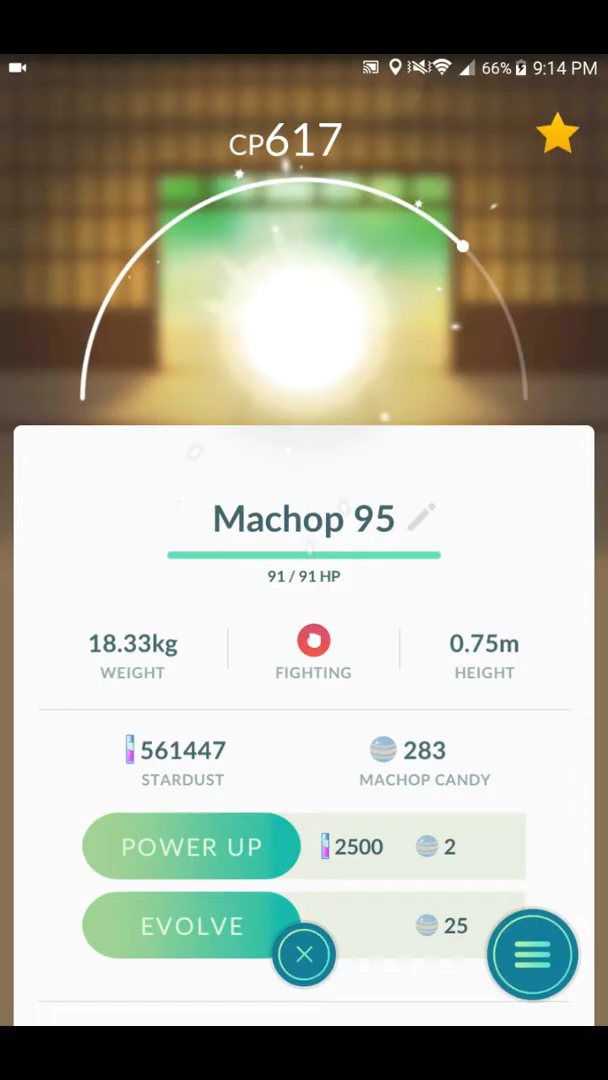 66% 9:14 PM
CP617
Machop 95
91 / 91 HP
18.33kg
WEIGHT
FIGHTING
0.75m
HEIGHT
561447
STARDUST
283
MACHOP CANDY
POWER UP 2500 2
EVOLVE 25